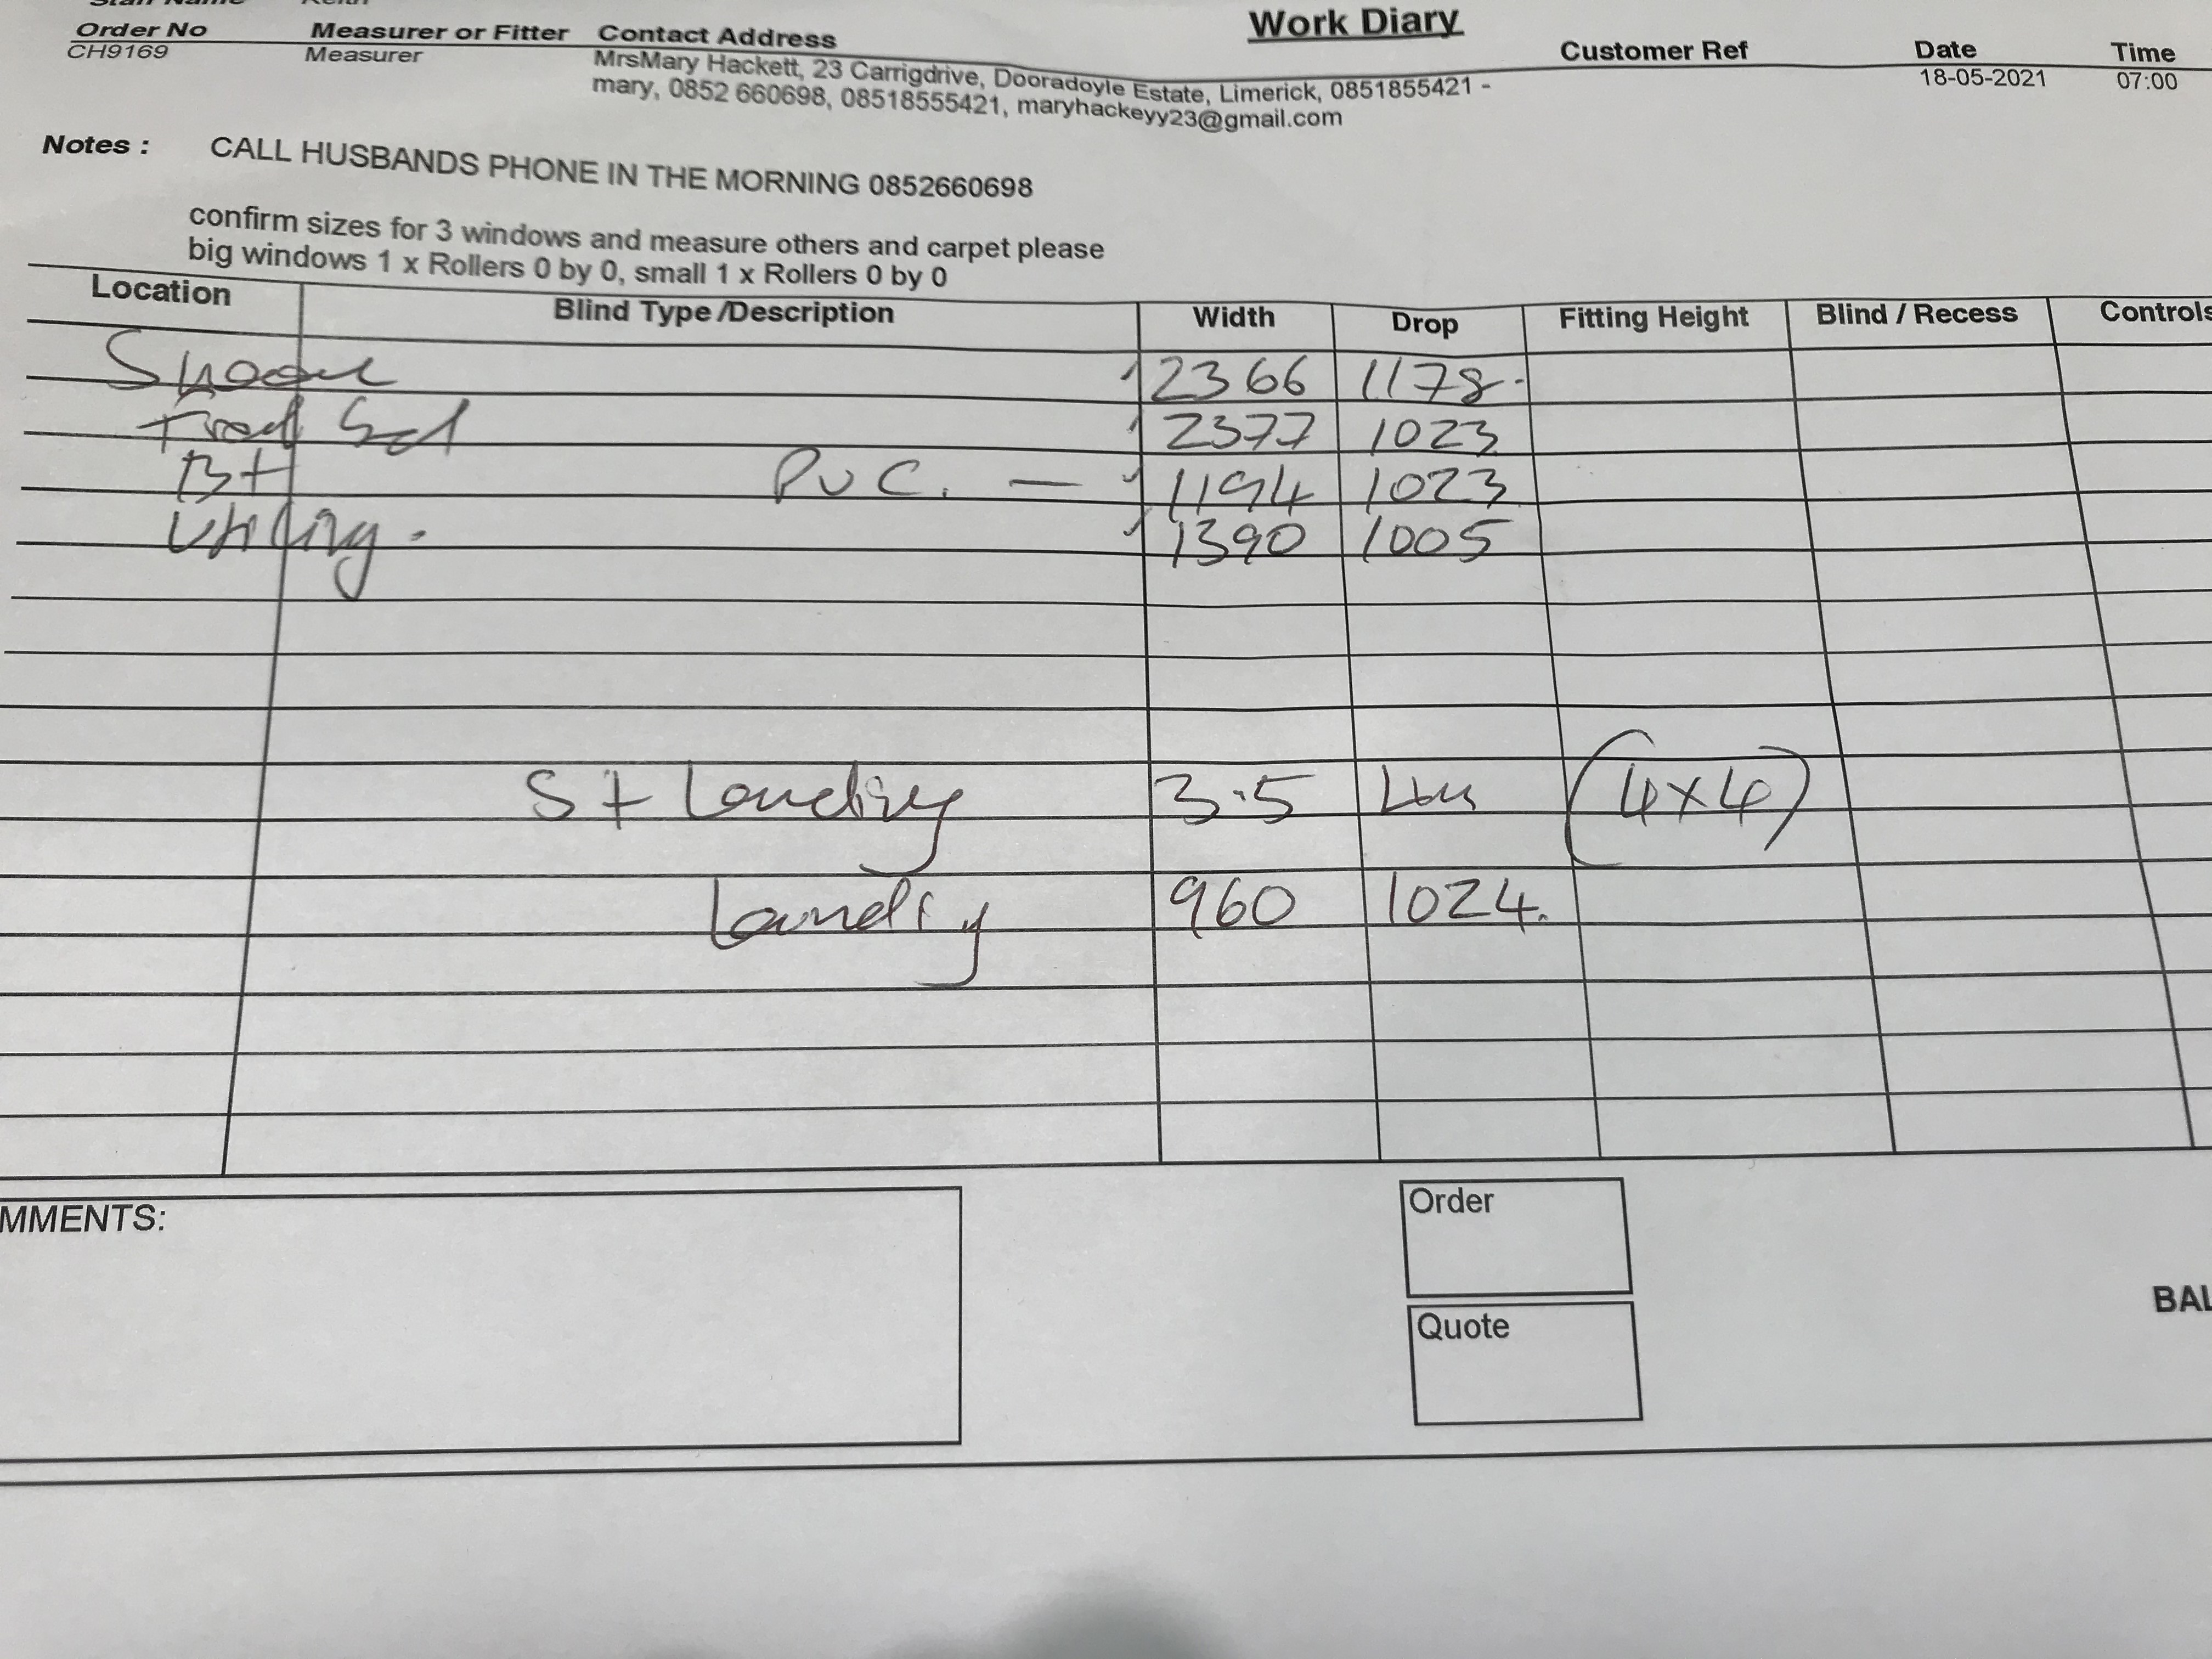 Staff Name Keith
Order No Measurer or Fitter Contact Address Work Diary Customer Ref Date Time
CH9169 Measurer MrsMary Hackett, 23 Carrigdrive, Dooradoyle Estate, Limerick, 0851855421 - 18-05-2021 07:00
mary, 0852 660698, 08518555421, maryhackeyy23@gmail.com
Notes : CALL HUSBANDS PHONE IN THE MORNING 0852660698
confirm sizes for 3 windows and measure others and carpet please
big windows 1 x Rollers 0 by 0, small 1 x Rollers 0 by 0
Location Blind Type /Description Width Drop Fitting Height Blind / Recess Controls
2366 1178.
2377 1023
BH PVC. — 1194 1023
Utility. 1390 1005
S + Landing 3.5 (4x4)
Landing 960 1024.
MMENTS:
Order
Quote
BAL